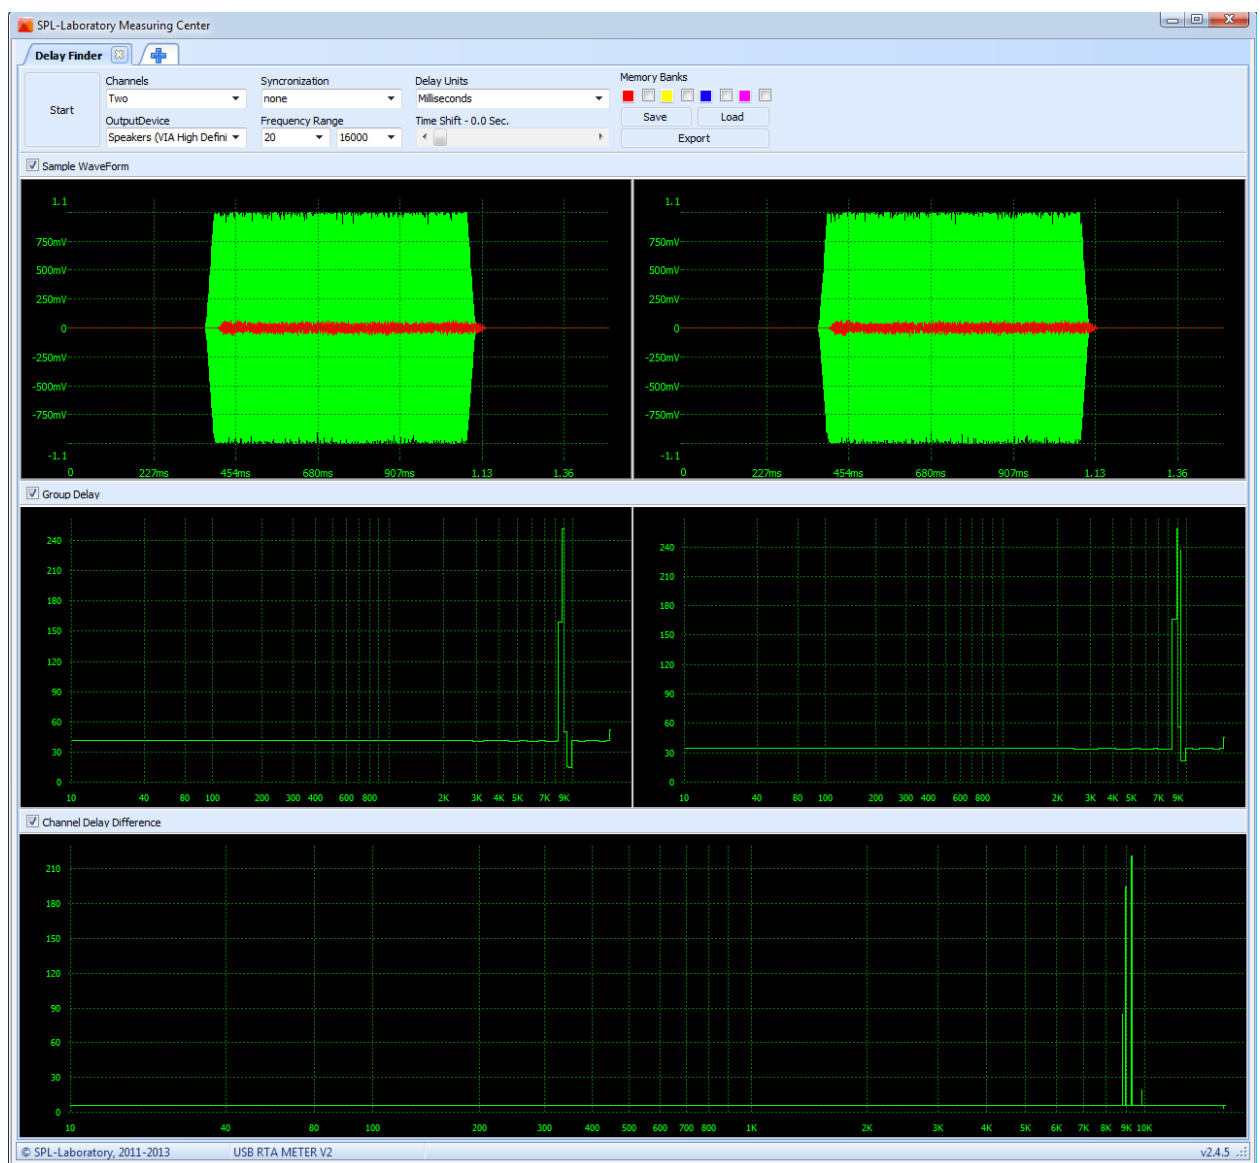 SPL-Laboratory Measuring Center
Delay Finder
Start
Channels
Syncronization
Delay Units
Memory Banks
Two
none
Milliseconds
OutputDevice
Frequency Range
Time Shift - 0.0 Sec.
Save
Load
Speakers (VIA High Defini
20
16000
Export
Sample WaveForm
1.1
750mV
500mV
250mV
0
-250mV
-500mV
-750mV
-1.1
0 227ms 454ms 680ms 907ms 1.13 1.36
1.1
750mV
500mV
250mV
0
-250mV
-500mV
-750mV
-1.1
0 227ms 454ms 680ms 907ms 1.13 1.36
Group Delay
240
210
180
150
120
90
60
30
0
10 40 80 100 200 300 400 600 800 2K 3K 4K 5K 7K 9K
240
210
180
150
120
90
60
30
0
10 40 80 100 200 300 400 600 800 2K 3K 4K 5K 7K 9K
Channel Delay Difference
210
180
150
120
90
60
30
0
10 40 80 100 200 300 400 500 600 700 800 1K 2K 3K 4K 5K 6K 7K 8K 9K 10K
© SPL-Laboratory, 2011-2013
USB RTA METER V2
v2.4.5